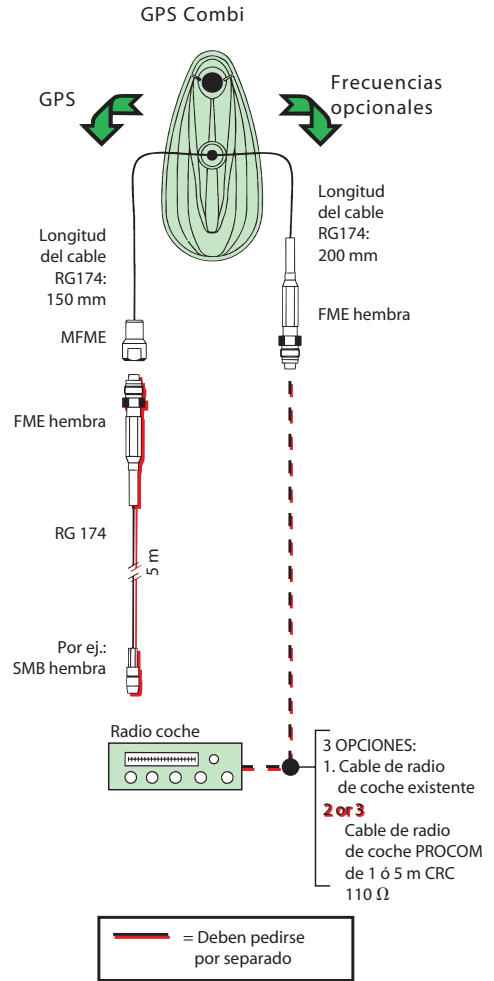 GPS Combi
GPS
Frecuencias
opcionales
Longitud
del cable
RG174:
200 mm
Longitud
del cable
RG174:
150 mm
MFME
FME hembra
FME hembra
RG 174
5 m
Por ej.:
SMB hembra
Radio coche
3 OPCIONES:
1. Cable de radio
de coche existente
2 or 3
Cable de radio
de coche PROCOM
de 1 ó 5 m CRC
110 Ω
= Deben pedirse
por separado